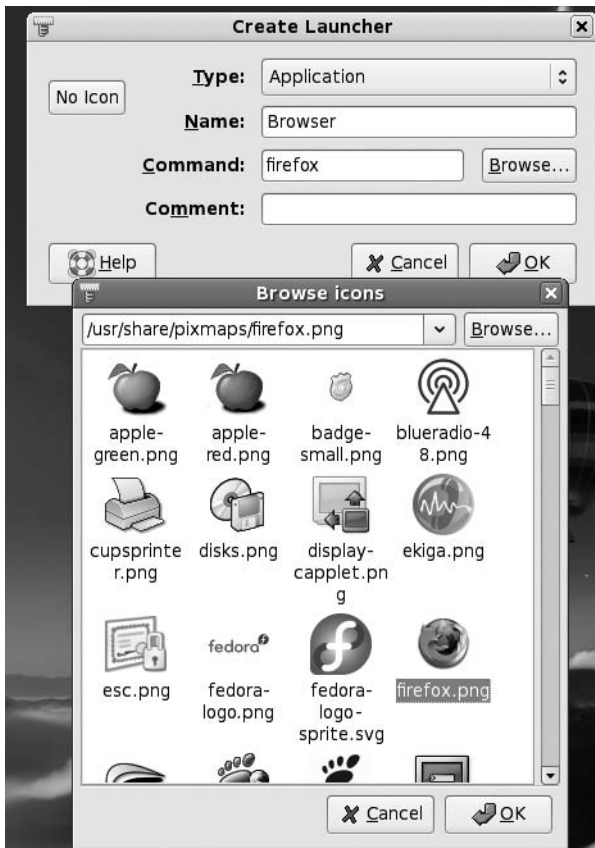 Create Launcher
No Icon
Type: Application
Name: Browser
Command: firefox Browse...
Comment:
Help Cancel OK
Browse icons
/usr/share/pixmaps/firefox.png Browse...
apple-
green.png
apple-
red.png
badge-
small.png
blueradio-4
8.png
cupsprinte
r.png
disks.png
display-
capplet.pn
g
ekiga.png
esc.png
fedora
fedora-
logo.png
fedora-
logo-
sprite.svg
firefox.png
Cancel OK